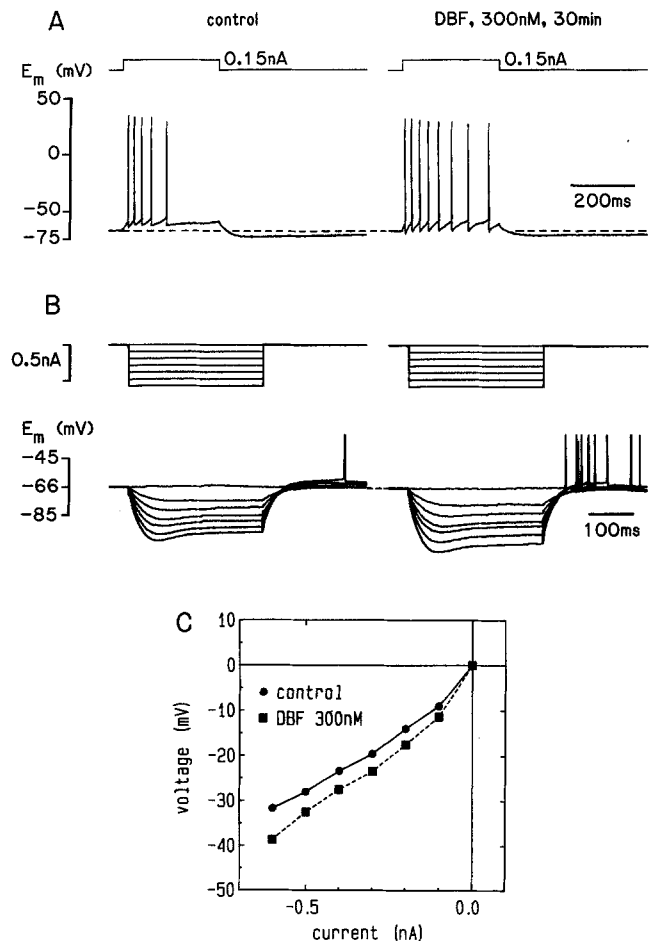 A
control
DBF, 300nM, 30min
0.15nA
0.15nA
Em (mV)
50
0
-50
-75
200ms
B
0.5nA
Em (mV)
-45
-66
-85
100ms
C
10
0
-10
-20
-30
-40
-50
voltage (mV)
control
DBF 300nM
-0.5
0.0
current (nA)